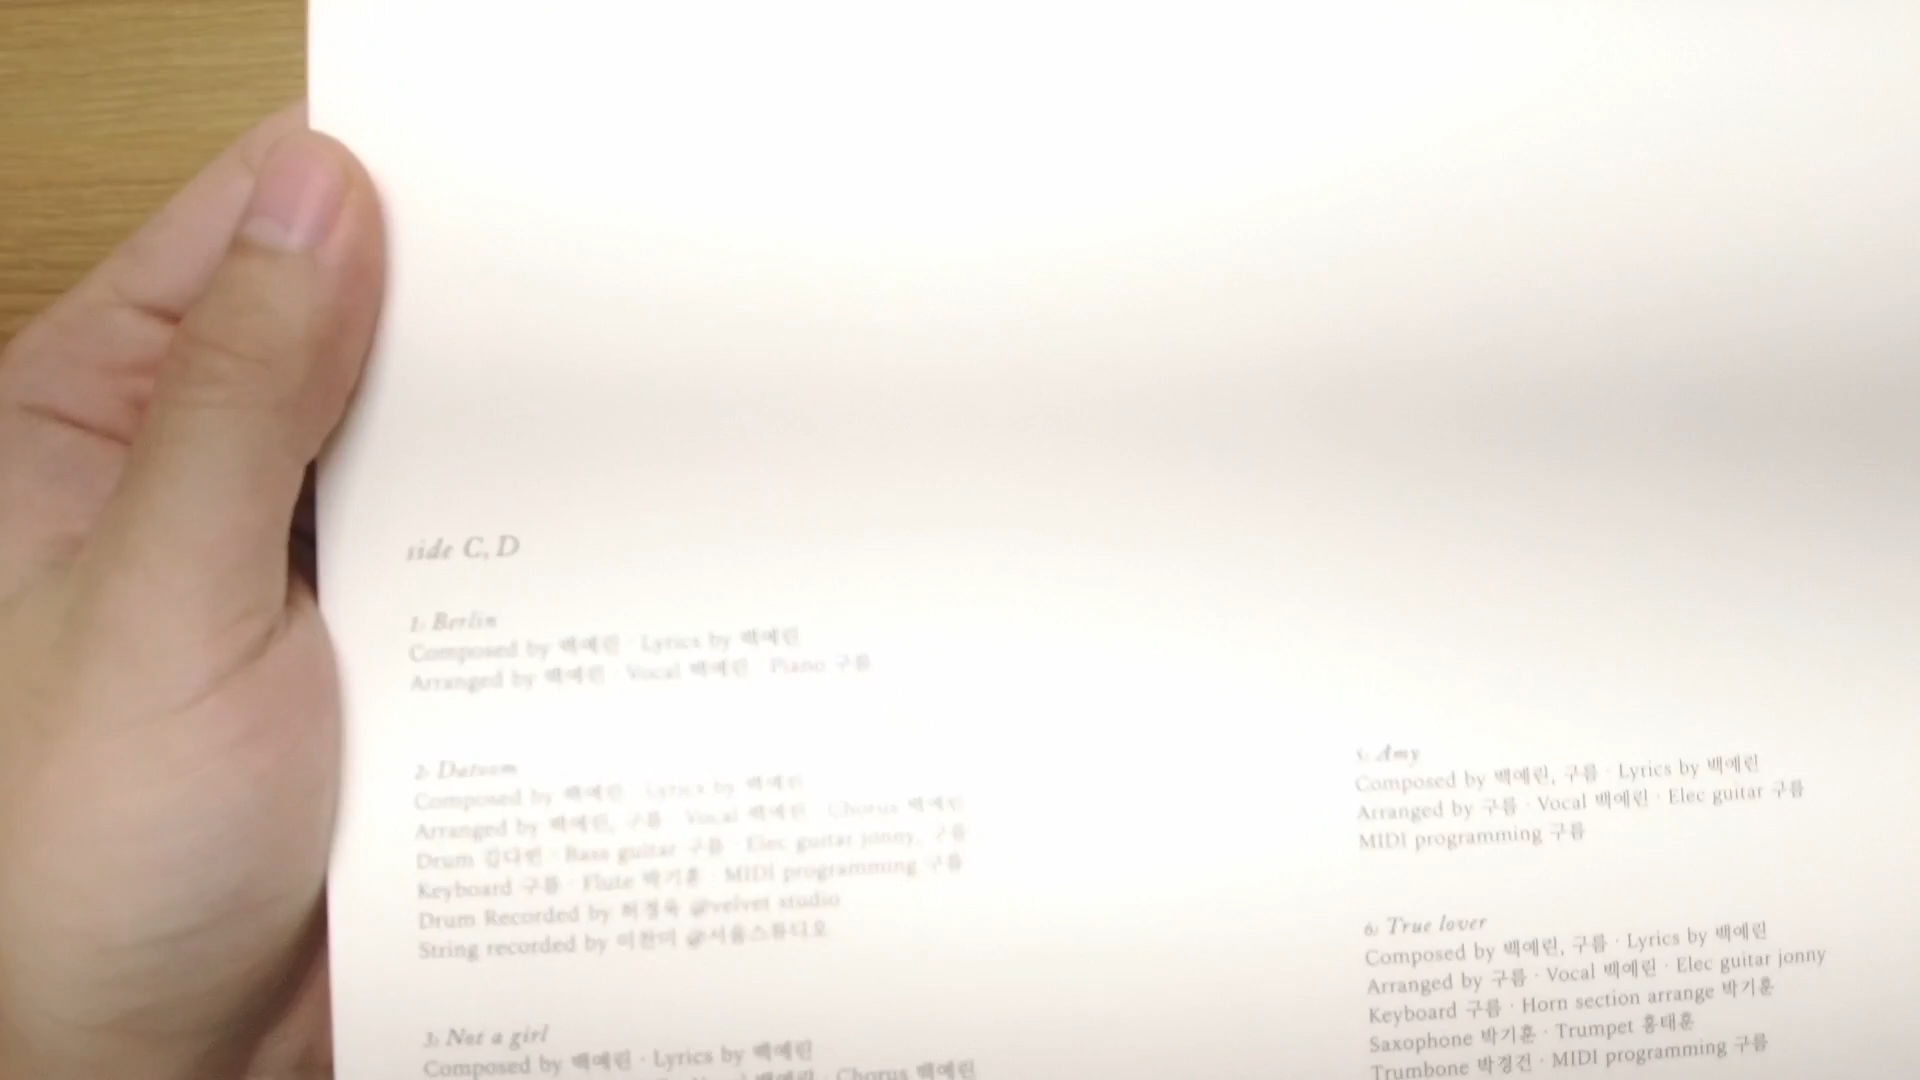 side C, D
1) Berlin
Composed by 백예린 · Lyrics by 백예린
Arranged by 백예린 · Vocal 백예린 · Piano 구름
2) Datoom
Composed by 백예린 · Lyrics by 백예린
Arranged by 백예린, 구름 · Vocal 백예린 · Chorus 백예린
Drum 김다빈 · Bass guitar 구름 · Elec guitar jonny, 구름
Keyboard 구름 · Flute 박기훈 · MIDI programming 구름
Drum Recorded by @velvet studio
String recorded by @서울스튜디오
3) Not a girl
Composed by 백예린 · Lyrics by 백예린
백예린 · Chorus 백예린
5) Amy
Composed by 백예린, 구름 · Lyrics by 백예린
Arranged by 구름 · Vocal 백예린 · Elec guitar 구름
MIDI programming 구름
6) True lover
Composed by 백예린, 구름 · Lyrics by 백예린
Arranged by 구름 · Vocal 백예린 · Elec guitar jonny
Keyboard 구름 · Horn section arrange 박기훈
Saxophone 박기훈 · Trumpet 홍태훈
Trumbone 박경건 · MIDI programming 구름